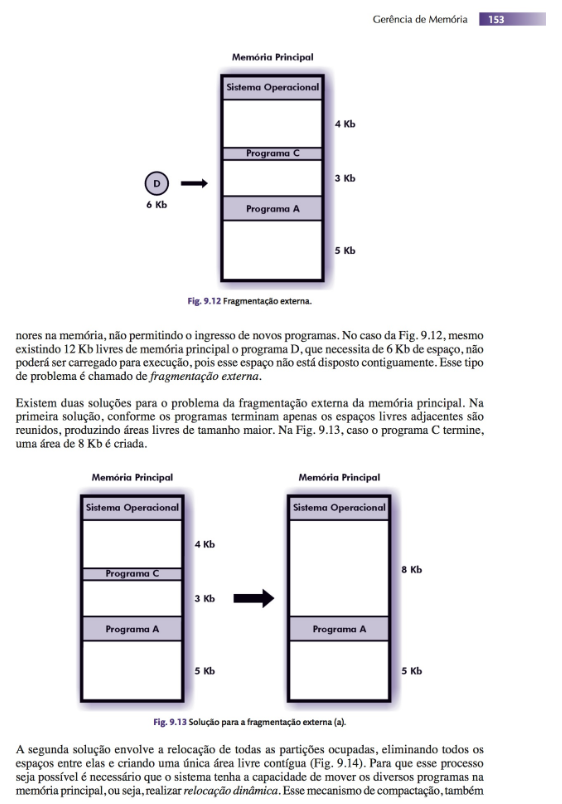 Gerência de Memória 153
Memória Principal
Sistema Operacional
4 Kb
Programa C
3 Kb
D
6 Kb
Programa A
5 Kb
Fig. 9.12 Fragmentação externa.
nores na memória, não permitindo o ingresso de novos programas. No caso da Fig. 9.12, mesmo
existindo 12 Kb livres de memória principal o programa D, que necessita de 6 Kb de espaço, não
poderá ser carregado para execução, pois esse espaço não está disposto contiguamente. Esse tipo
de problema é chamado de fragmentação externa.
Existem duas soluções para o problema da fragmentação externa da memória principal. Na
primeira solução, conforme os programas terminam apenas os espaços livres adjacentes são
reunidos, produzindo áreas livres de tamanho maior. Na Fig. 9.13, caso o programa C termine,
uma área de 8 Kb é criada.
Memória Principal
Sistema Operacional
4 Kb
Programa C
3 Kb
Programa A
5 Kb
Memória Principal
Sistema Operacional
8 Kb
Programa A
5 Kb
Fig. 9.13 Solução para a fragmentação externa (a).
A segunda solução envolve a relocação de todas as partições ocupadas, eliminando todos os
espaços entre elas e criando uma única área livre contígua (Fig. 9.14). Para que esse processo
seja possível é necessário que o sistema tenha a capacidade de mover os diversos programas na
memória principal, ou seja, realizar relocação dinâmica. Esse mecanismo de compactação, também